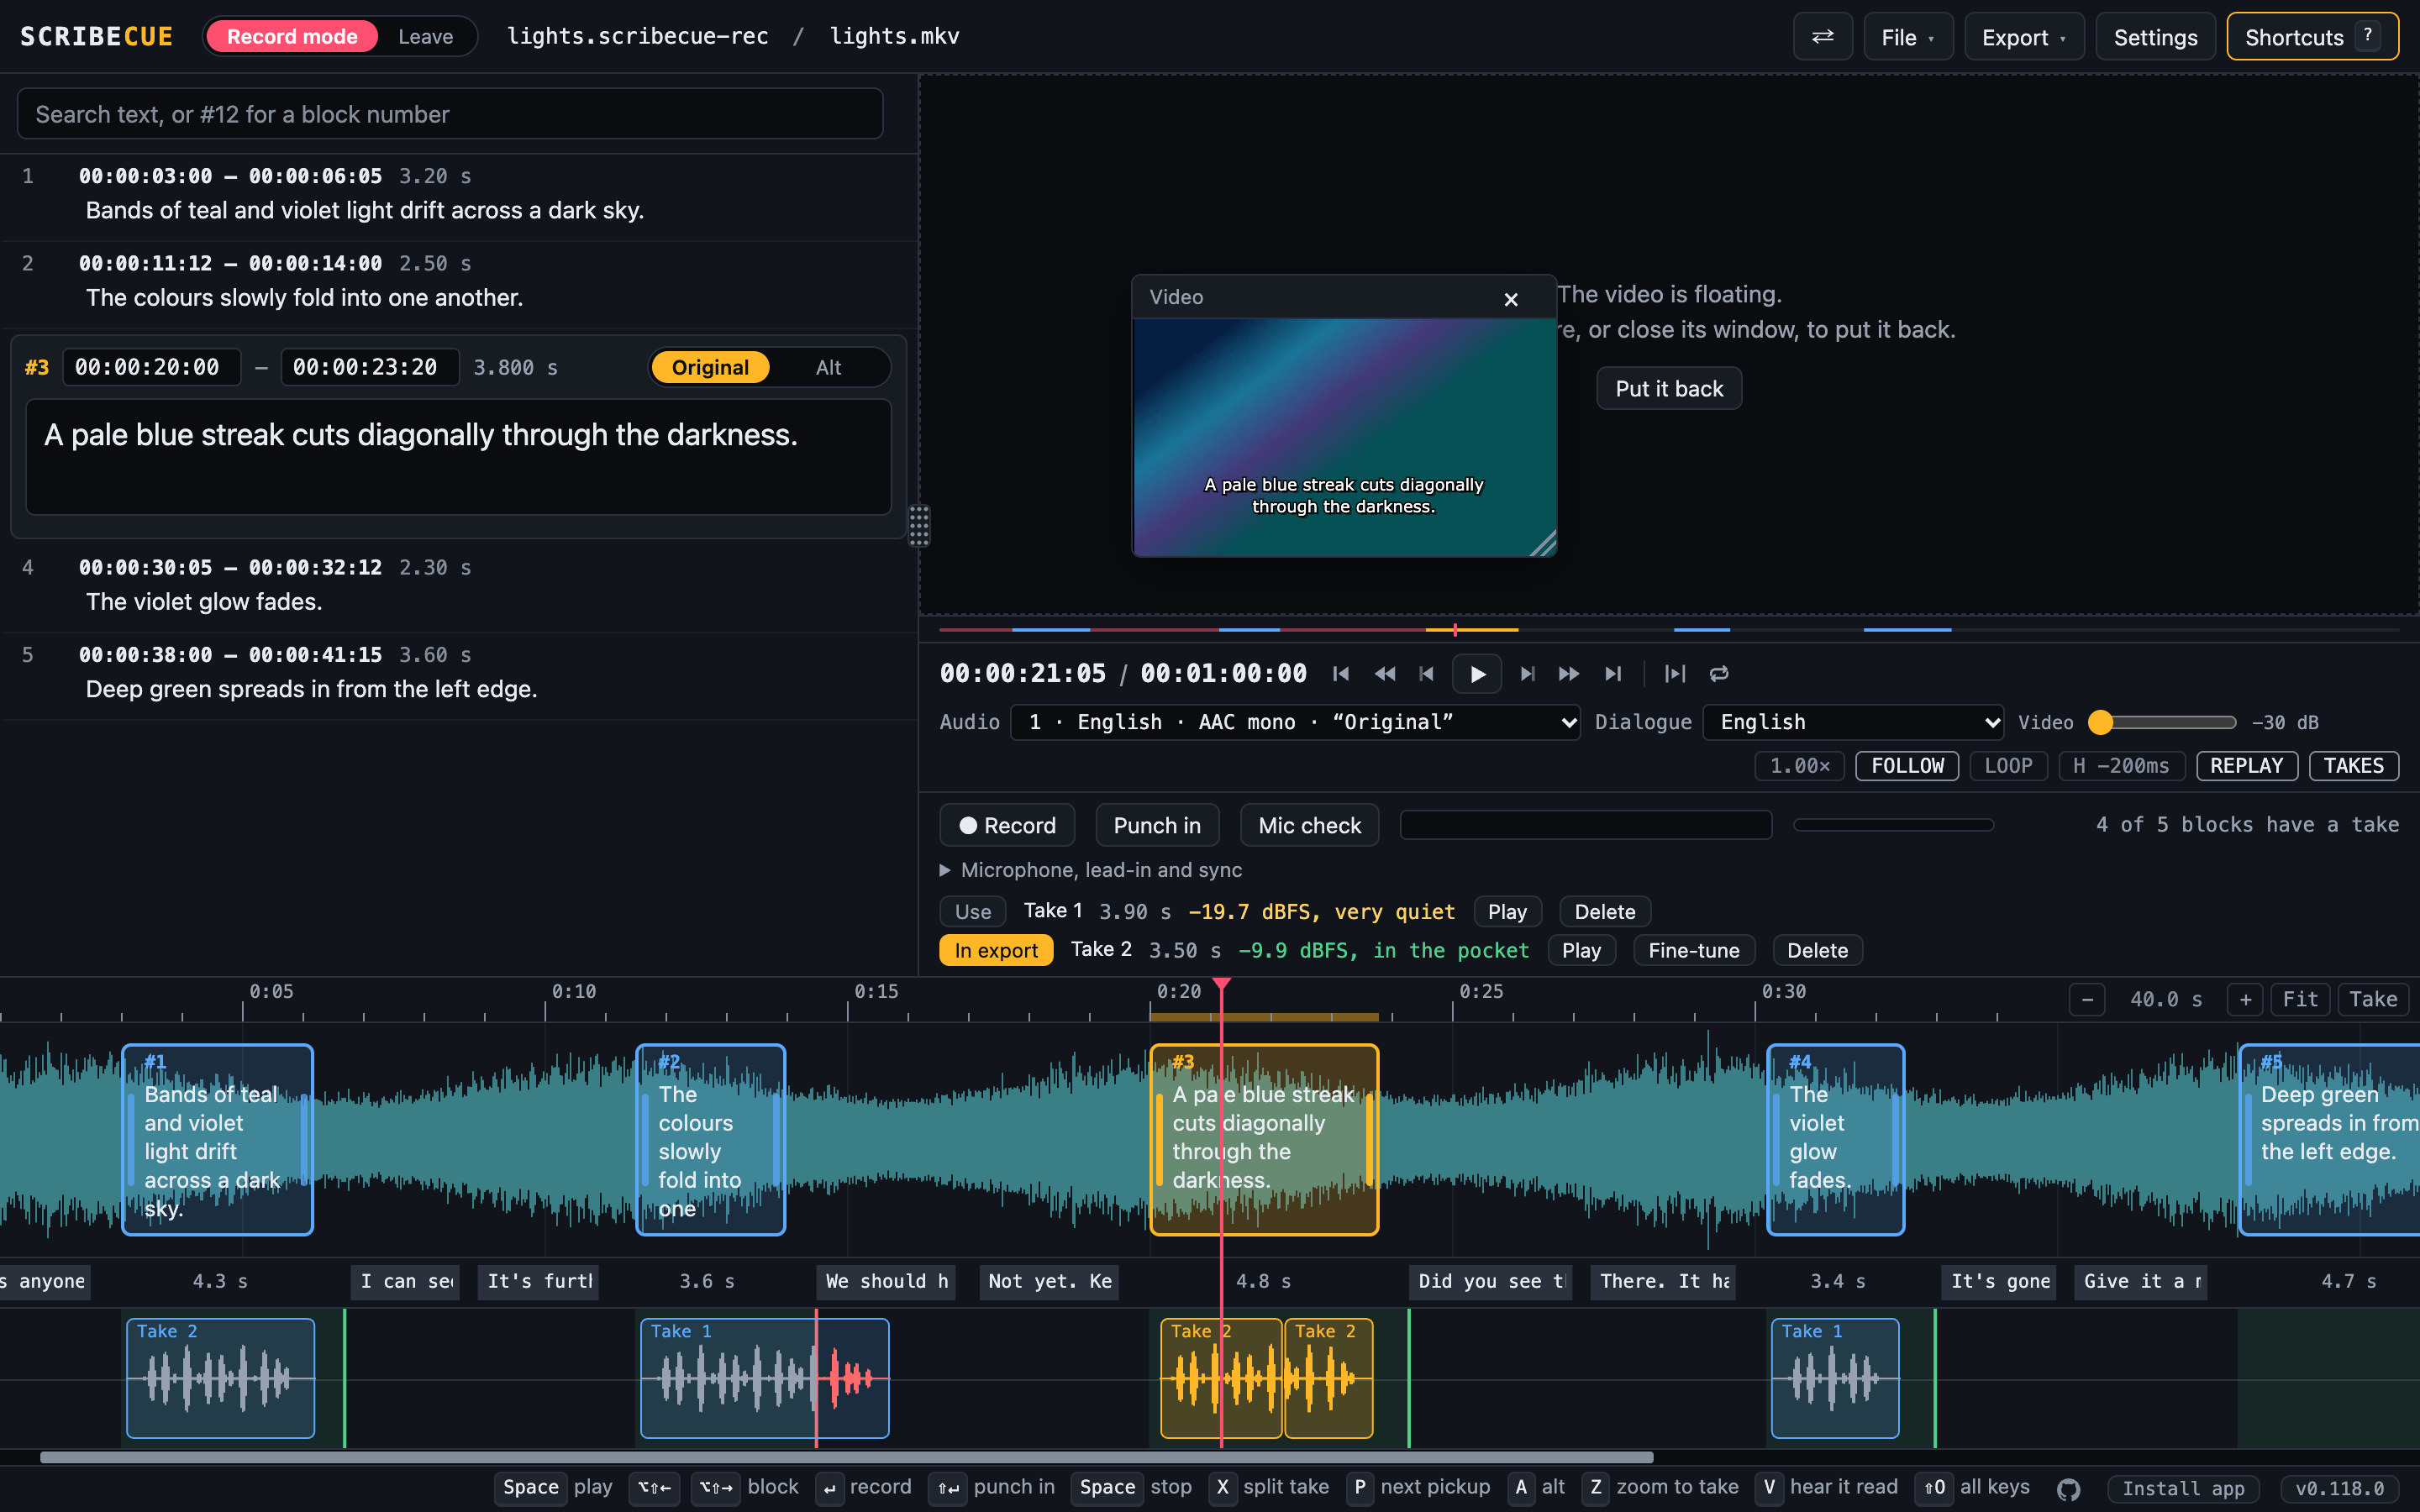 SCRIBECUE Record mode Leave lights.scribecue-rec / lights.mkv ⇄ File Export Settings Shortcuts ?
Search text, or #12 for a block number
1 00:00:03:00 – 00:00:06:05 3.20 s
Bands of teal and violet light drift across a dark sky.
2 00:00:11:12 – 00:00:14:00 2.50 s
The colours slowly fold into one another.
#3 00:00:20:00 – 00:00:23:20 3.800 s Original Alt
A pale blue streak cuts diagonally through the darkness.
4 00:00:30:05 – 00:00:32:12 2.30 s
The violet glow fades.
5 00:00:38:00 – 00:00:41:15 3.60 s
Deep green spreads in from the left edge.
Video ×
A pale blue streak cuts diagonally
through the darkness.
The video is floating.
re, or close its window, to put it back.
Put it back
00:00:21:05 / 00:01:00:00
Audio 1 · English · AAC mono · “Original” Dialogue English Video −30 dB
1.00× FOLLOW LOOP H −200ms REPLAY TAKES
Record Punch in Mic check 4 of 5 blocks have a take
Microphone, lead-in and sync
Use Take 1 3.90 s −19.7 dBFS, very quiet Play Delete
In export Take 2 3.50 s −9.9 dBFS, in the pocket Play Fine-tune Delete
0:05 0:10 0:15 0:20 0:25 0:30 − 40.0 s + Fit Take
#1
Bands of teal
and violet
light drift
across a dark
sky.
#2
The
colours
slowly
fold into
one
#3
A pale blue streak
cuts diagonally
through the
darkness.
#4
The
violet
glow
fades.
#5
Deep green
spreads in from
the left edge.
s anyone 4.3 s I can see It's furth 3.6 s We should h Not yet. Ke 4.8 s Did you see t There. It ha 3.4 s It's gone Give it a 4.7 s
Take 2 Take 1 Take 2 Take 2 Take 1
Space play ⌥⇧← ⌥⇧→ block ↵ record ⇧↵ punch in Space stop X split take P next pickup A alt Z zoom to take V hear it read ⇧O all keys Install app v0.118.0